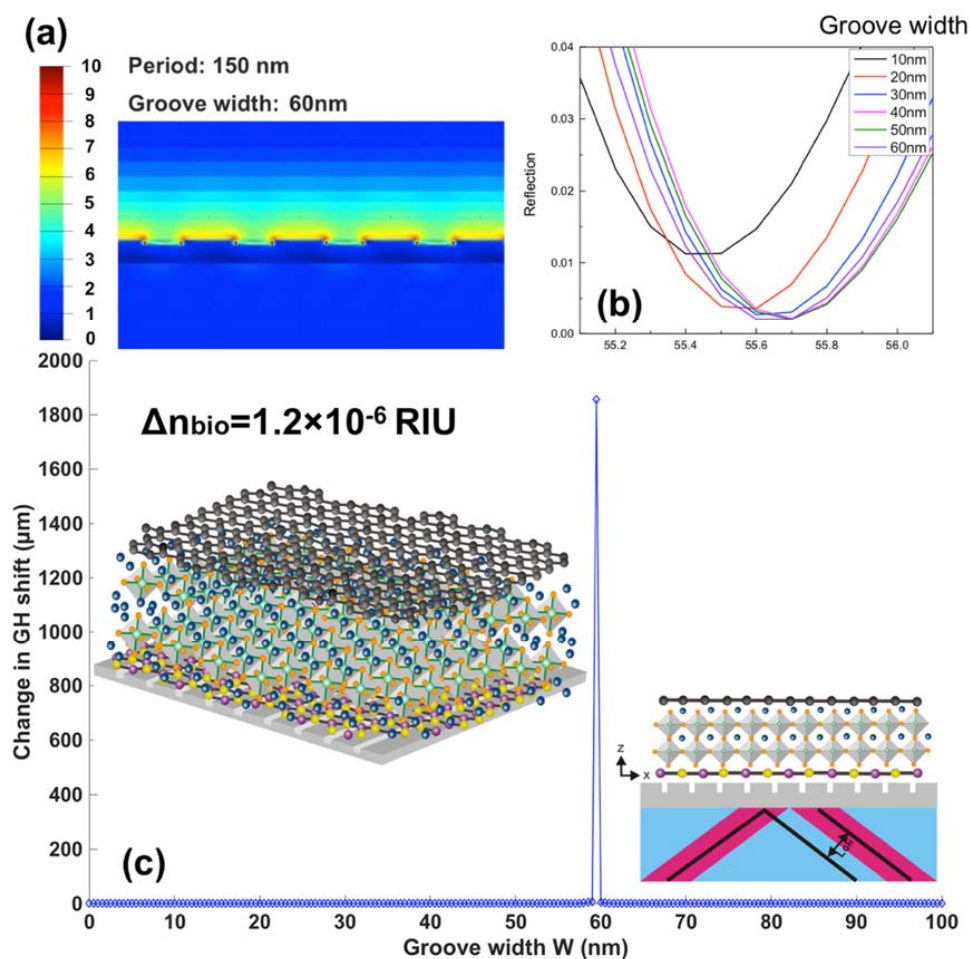 (a)
Period: 150 nm
Groove width: 60nm
10
9
8
7
6
5
4
3
2
1
0
Groove width
0.04
0.03
0.02
0.01
0.00
Reflection
10nm
20nm
30nm
40nm
50nm
60nm
(b)
55.2 55.4 55.6 55.8 56.0
2000
1800
1600
1400
1200
1000
800
600
400
200
0
Change in GH shift (μm)
Δnbio=1.2×10-6 RIU
z
x
(c)
0 10 20 30 40 50 60 70 80 90 100
Groove width W (nm)